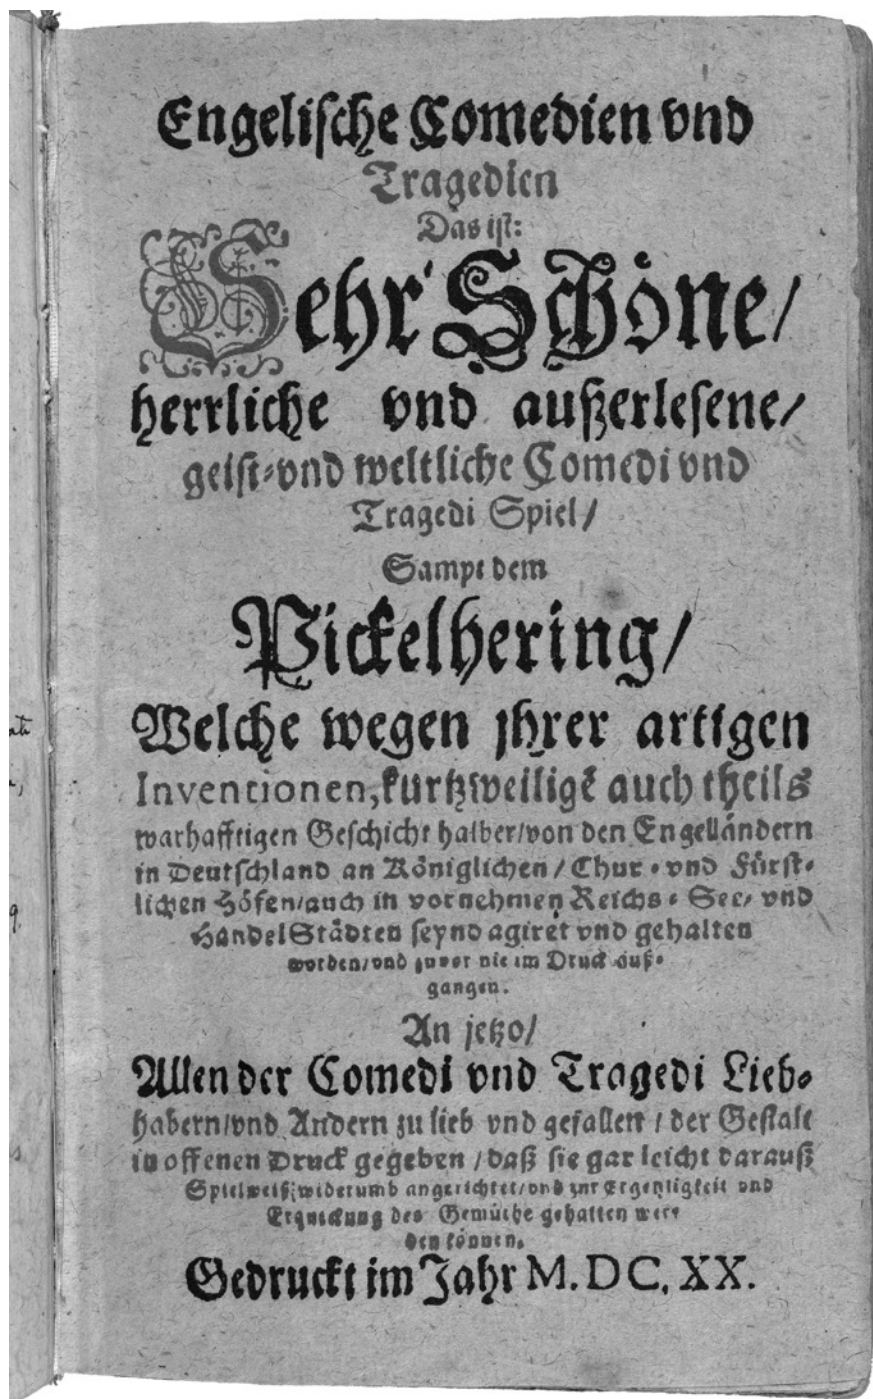 Engelische Comedien vnd
Tragedien
Das ist:
Sehr Schöne/
herrliche vnd außerlesene/
geist-vnd weltliche Comedi vnd
Tragedi Spiel/
Sampt dem
Pickelhering/
Welche wegen jhrer artigen
Inventionen, kurtzweiligē auch theils
warhafftigen Geschicht halber/von den Engelländern
in Deutschland an Königlichen/ Chur- vnd Fürst-
lichen Höfen/auch in vornehmen Reichs- See- vnd
HandelStädten seynd agiret vnd gehalten
worden/vnd zuvor nie im Druck auß-
gangen.
An jetzo/
Allen der Comedi vnd Tragedi Lieb-
habern/vnd Andern zu lieb vnd gefallen/ der Gestalt
in offenen Druck gegeben/daß sie gar leicht darauß
Spielweiß widerumb angerichtet/vnd zur Ergetzligkeit vnd
Erquickung des Gemüths gehalten wer-
den können.
Gedruckt im Jahr M.DC.XX.